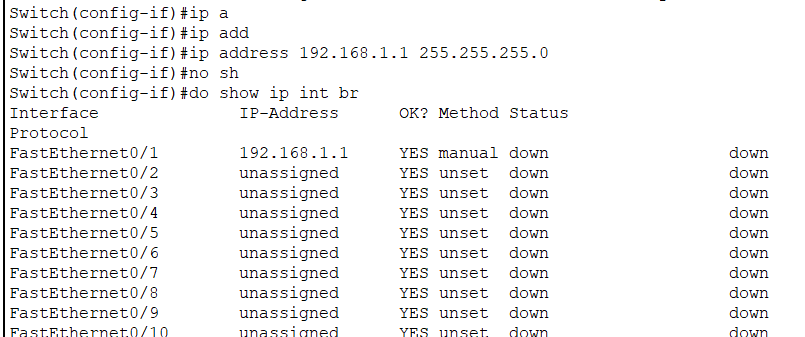 Switch(config-if)#ip a
Switch(config-if)#ip add
Switch(config-if)#ip address 192.168.1.1 255.255.255.0
Switch(config-if)#no sh
Switch(config-if)#do show ip int br
Interface IP-Address OK? Method Status
Protocol
FastEthernet0/1 192.168.1.1 YES manual down down
FastEthernet0/2 unassigned YES unset down down
FastEthernet0/3 unassigned YES unset down down
FastEthernet0/4 unassigned YES unset down down
FastEthernet0/5 unassigned YES unset down down
FastEthernet0/6 unassigned YES unset down down
FastEthernet0/7 unassigned YES unset down down
FastEthernet0/8 unassigned YES unset down down
FastEthernet0/9 unassigned YES unset down down
FastEthernet0/10 unassigned YES unset down down